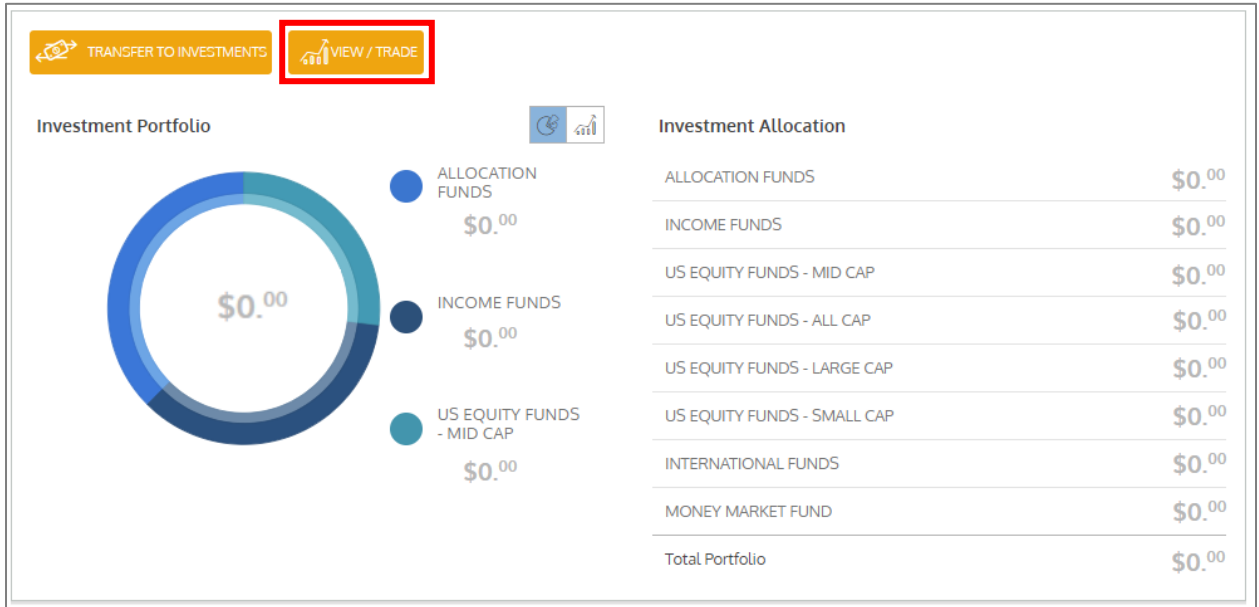 TRANSFER TO INVESTMENTS
VIEW / TRADE
Investment Portfolio
ALLOCATION
FUNDS
$0.00
INCOME FUNDS
$0.00
US EQUITY FUNDS
- MID CAP
$0.00
$0.00
Investment Allocation
ALLOCATION FUNDS $0.00
INCOME FUNDS $0.00
US EQUITY FUNDS - MID CAP $0.00
US EQUITY FUNDS - ALL CAP $0.00
US EQUITY FUNDS - LARGE CAP $0.00
US EQUITY FUNDS - SMALL CAP $0.00
INTERNATIONAL FUNDS $0.00
MONEY MARKET FUND $0.00
Total Portfolio $0.00